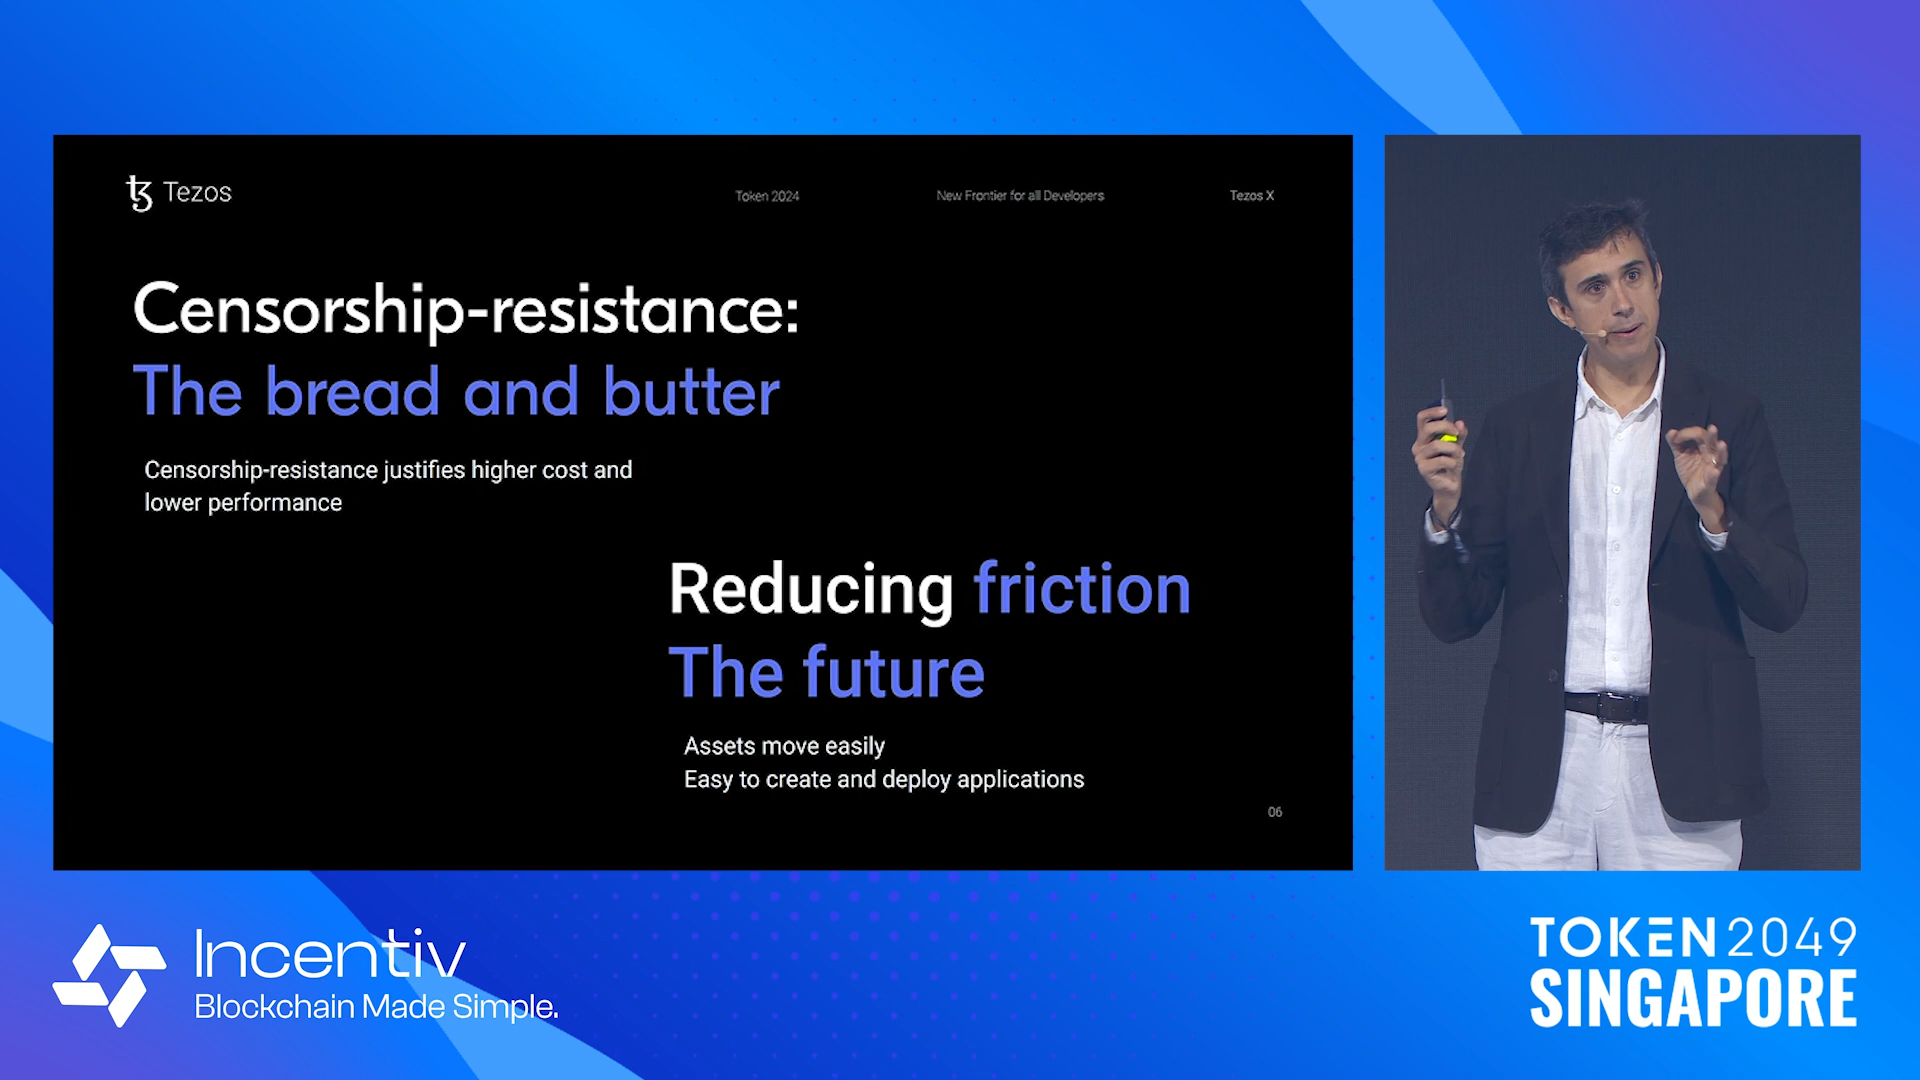 Tezos
Token 2024
New Frontier for all Developers
Tezos X
Censorship-resistance:
The bread and butter
Censorship-resistance justifies higher cost and
lower performance
Reducing friction
The future
Assets move easily
Easy to create and deploy applications
06
Incentiv
Blockchain Made Simple.
TOKEN2049
SINGAPORE